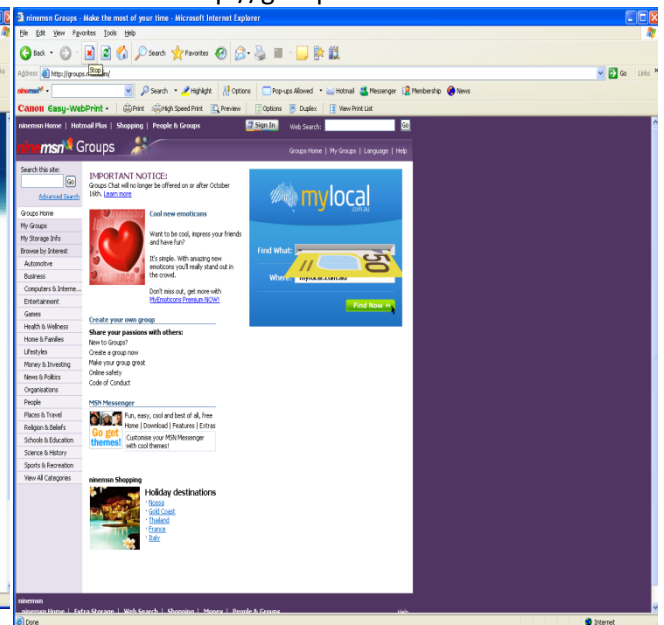 ninemsn Groups - Make the most of your time - Microsoft Internet Explorer
File Edit View Favorites Tools Help
Back Search Favorites
Address http://groups
Stop
Go Links
ninemsn Search Highlight Options Pop-ups Allowed Hotmail Messenger Membership News
Canon Easy-WebPrint Print High Speed Print Preview Options Duplex View Print List
ninemsn Home | Hotmail Plus | Shopping | People & Groups Sign In Web Search: Go
ninemsn Groups
Groups Home | My Groups | Language | Help
Search this site:
Go
Advanced Search
Groups Home
My Groups
My Storage Info
Browse by Interest
Automotive
Business
Computers & Interne...
Entertainment
Games
Health & Wellness
Home & Families
Lifestyles
Money & Investing
News & Politics
Organisations
People
Places & Travel
Religion & Beliefs
Schools & Education
Science & History
Sports & Recreation
View All Categories
IMPORTANT NOTICE:
Groups Chat will no longer be offered on or after October
16th. Learn more
Cool new emoticons
Want to be cool, impress your friends
and have fun?
It's simple. With amazing new
emoticons you'll really stand out in
the crowd.
Don't miss out, get more with
MyEmoticons Premium NOW!
Create your own group
Share your passions with others:
New to Groups?
Create a group now
Make your group great
Online safety
Code of Conduct
MSN Messenger
Go get
themes!
Fun, easy, cool and best of all, free
Home | Download | Features | Extras
Customise your MSN Messenger
with cool themes!
ninemsn Shopping
Holiday destinations
Noosa
Gold Coast
Thailand
France
Italy
mylocal
.com.au
Find What:
50
Where: mylocal.com.au
Find Now
ninemsn
ninemsn Home | Extra Storage | Web Search | Shopping | Money | People & Groups Help
Done Internet